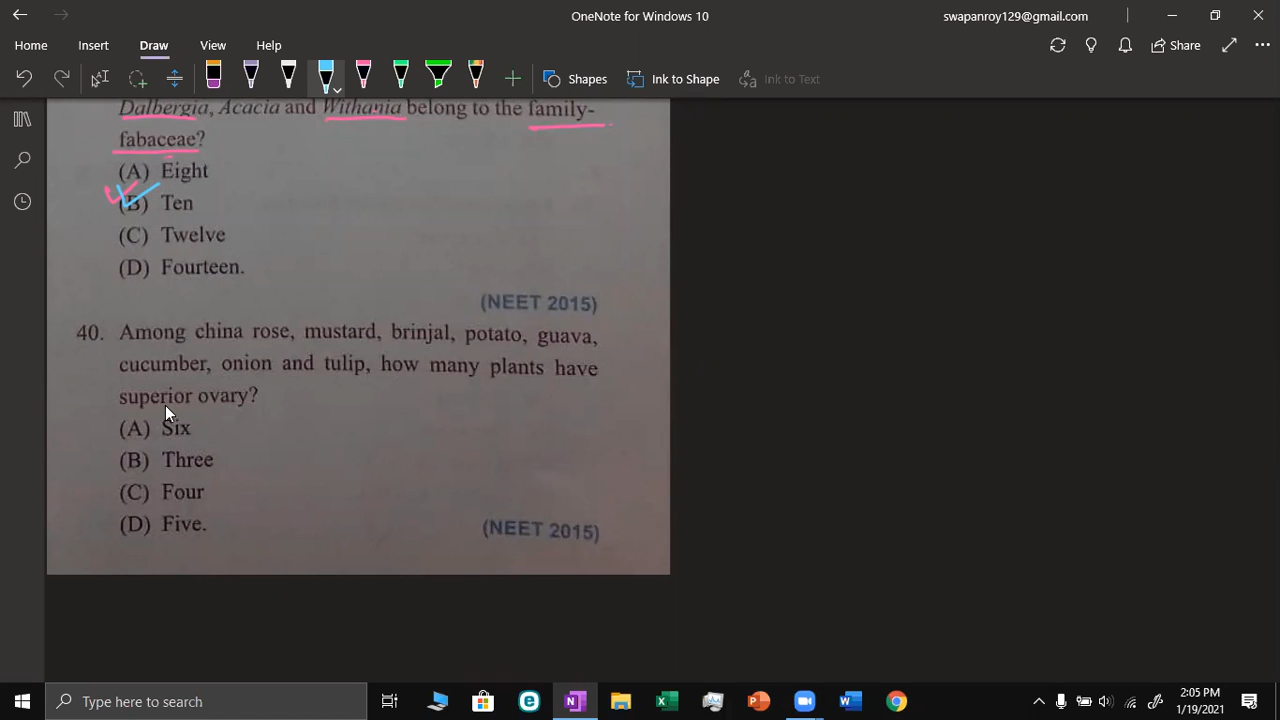 OneNote for Windows 10
swapanroy129@gmail.com
Home Insert Draw View Help
Share
Shapes Ink to Shape Ink to Text
Dalbergia, Acacia and Withania belong to the family-
fabaceae?
(A) Eight
(B) Ten
(C) Twelve
(D) Fourteen.
(NEET 2015)
40. Among china rose, mustard, brinjal, potato, guava,
cucumber, onion and tulip, how many plants have
superior ovary?
(A) Six
(B) Three
(C) Four
(D) Five.
(NEET 2015)
Type here to search
2:05 PM
1/19/2021